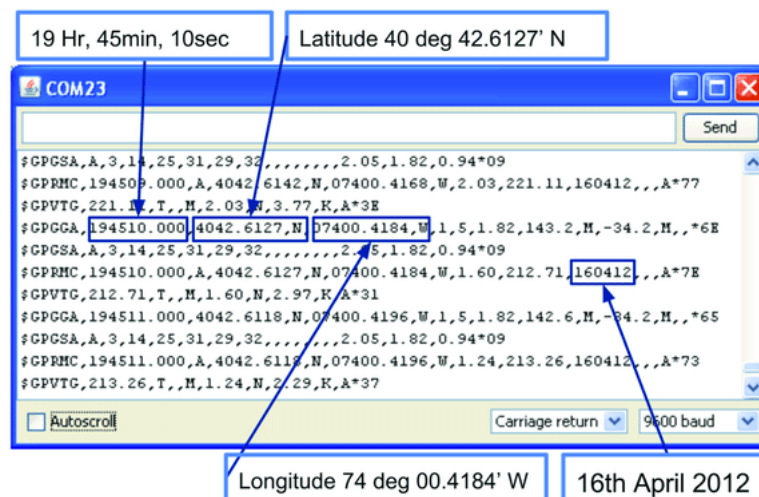 19 Hr, 45min, 10sec
Latitude 40 deg 42.6127' N
COM23
Send
$GPGSA,A,3,14,25,31,29,32,,,,,,,,2.05,1.82,0.94*09
$GPRMC,194509.000,A,4042.6142,N,07400.4168,W,2.03,221.11,160412,,,A*77
$GPVTG,221.11,T,,M,2.03,N,3.77,K,A*3E
$GPGGA,194510.000,4042.6127,N,07400.4184,W,1,5,1.82,143.2,M,-34.2,M,,*6E
$GPGSA,A,3,14,25,31,29,32,,,,,,,,2.05,1.82,0.94*09
$GPRMC,194510.000,A,4042.6127,N,07400.4184,W,1.60,212.71,160412,,,A*7E
$GPVTG,212.71,T,,M,1.60,N,2.97,K,A*31
$GPGGA,194511.000,4042.6118,N,07400.4196,W,1,5,1.82,142.6,M,-34.2,M,,*65
$GPGSA,A,3,14,25,31,29,32,,,,,,,,2.05,1.82,0.94*09
$GPRMC,194511.000,A,4042.6118,N,07400.4196,W,1.24,213.26,160412,,,A*73
$GPVTG,213.26,T,,M,1.24,N,2.29,K,A*37
Autoscroll
Carriage return
9600 baud
Longitude 74 deg 00.4184' W
16th April 2012